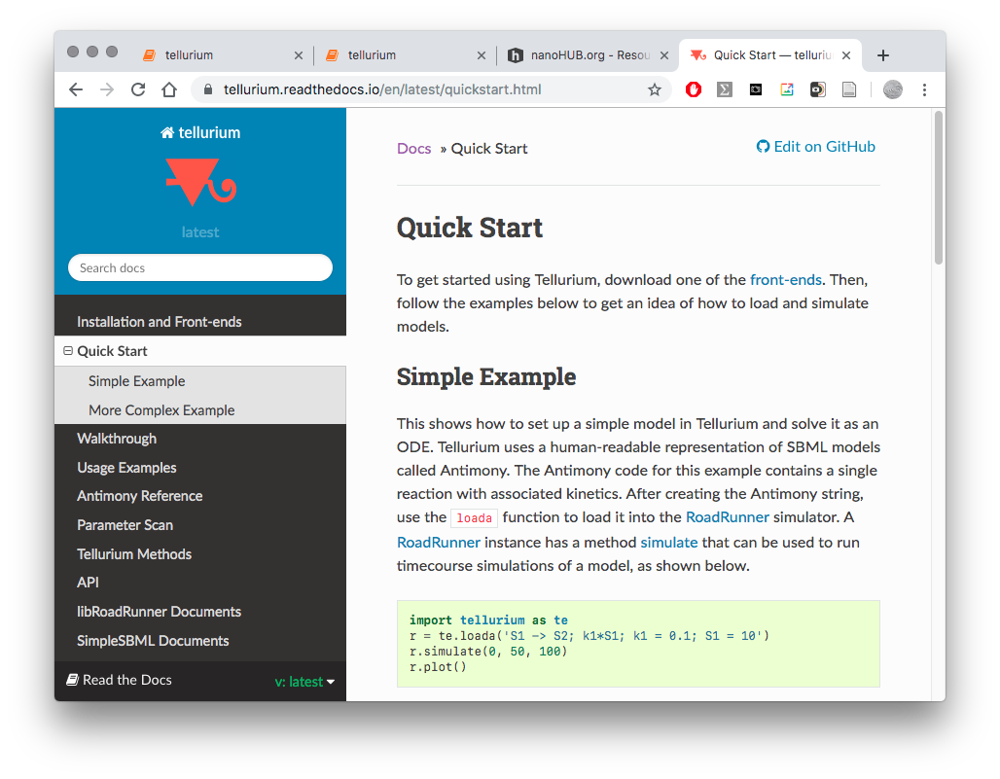 tellurium
tellurium
nanoHUB.org - Resou
Quick Start — telluriu
tellurium.readthedocs.io/en/latest/quickstart.html
tellurium
latest
Search docs
Installation and Front-ends
Quick Start
Simple Example
More Complex Example
Walkthrough
Usage Examples
Antimony Reference
Parameter Scan
Tellurium Methods
API
libRoadRunner Documents
SimpleSBML Documents
Read the Docs
v: latest
Docs » Quick Start
Edit on GitHub
Quick Start
To get started using Tellurium, download one of the front-ends. Then,
follow the examples below to get an idea of how to load and simulate
models.
Simple Example
This shows how to set up a simple model in Tellurium and solve it as an
ODE. Tellurium uses a human-readable representation of SBML models
called Antimony. The Antimony code for this example contains a single
reaction with associated kinetics. After creating the Antimony string,
use the loada function to load it into the RoadRunner simulator. A
RoadRunner instance has a method simulate that can be used to run
timecourse simulations of a model, as shown below.
import tellurium as te
r = te.loada('S1 -> S2; k1*S1; k1 = 0.1; S1 = 10')
r.simulate(0, 50, 100)
r.plot()